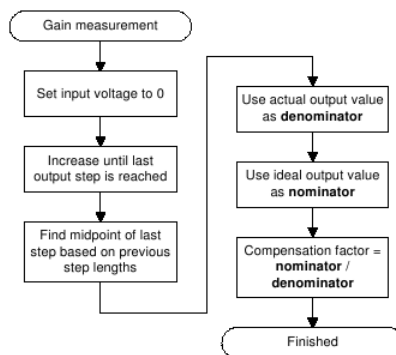 Gain measurement
Set input voltage to 0
Increase until last
output step is reached
Find midpoint of last
step based on previous
step lengths
Use actual output value
as denominator
Use ideal output value
as nominator
Compensation factor =
nominator /
denominator
Finished